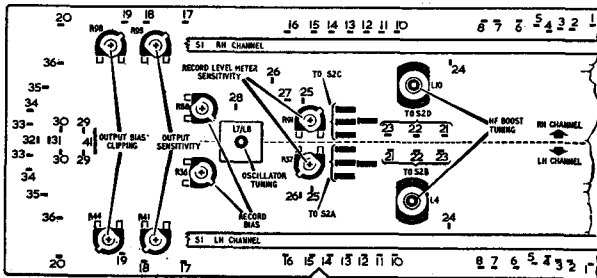 20 19 18 17 16 15 14 13 12 11 10 8 7 6 5 4 3 2 1
R98 R95 S1 RH CHANNEL
36 RECORD LEVEL METER SENSITIVITY 26 TO S2C 24
35 R86 28 27 25 L10
34 R91 TO S2D HF BOOST TUNING
33 30 29 L7/L8 23 22 21 RH CHANNEL
32 31 41 OUTPUT BIAS CLIPPING OUTPUT SENSITIVITY
33 30 29 R36 OSCILLATOR TUNING R37 21 22 23 LH CHANNEL
34 TO S2B
35 RECORD BIAS 26 25 TO S2A L4
36 24
R44 R41 S1 LH CHANNEL
20 19 18 17 16 15 14 13 12 11 10 8 7 6 5 4 3 2 1